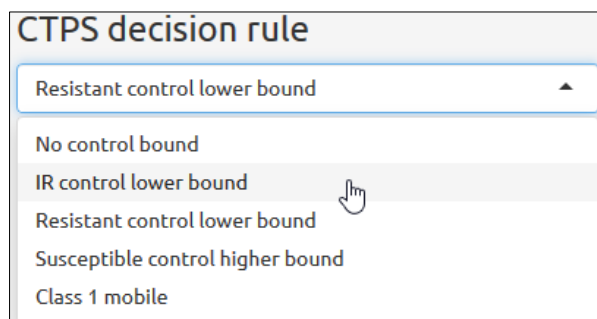 CTPS decision rule
Resistant control lower bound
No control bound
IR control lower bound
Resistant control lower bound
Susceptible control higher bound
Class 1 mobile